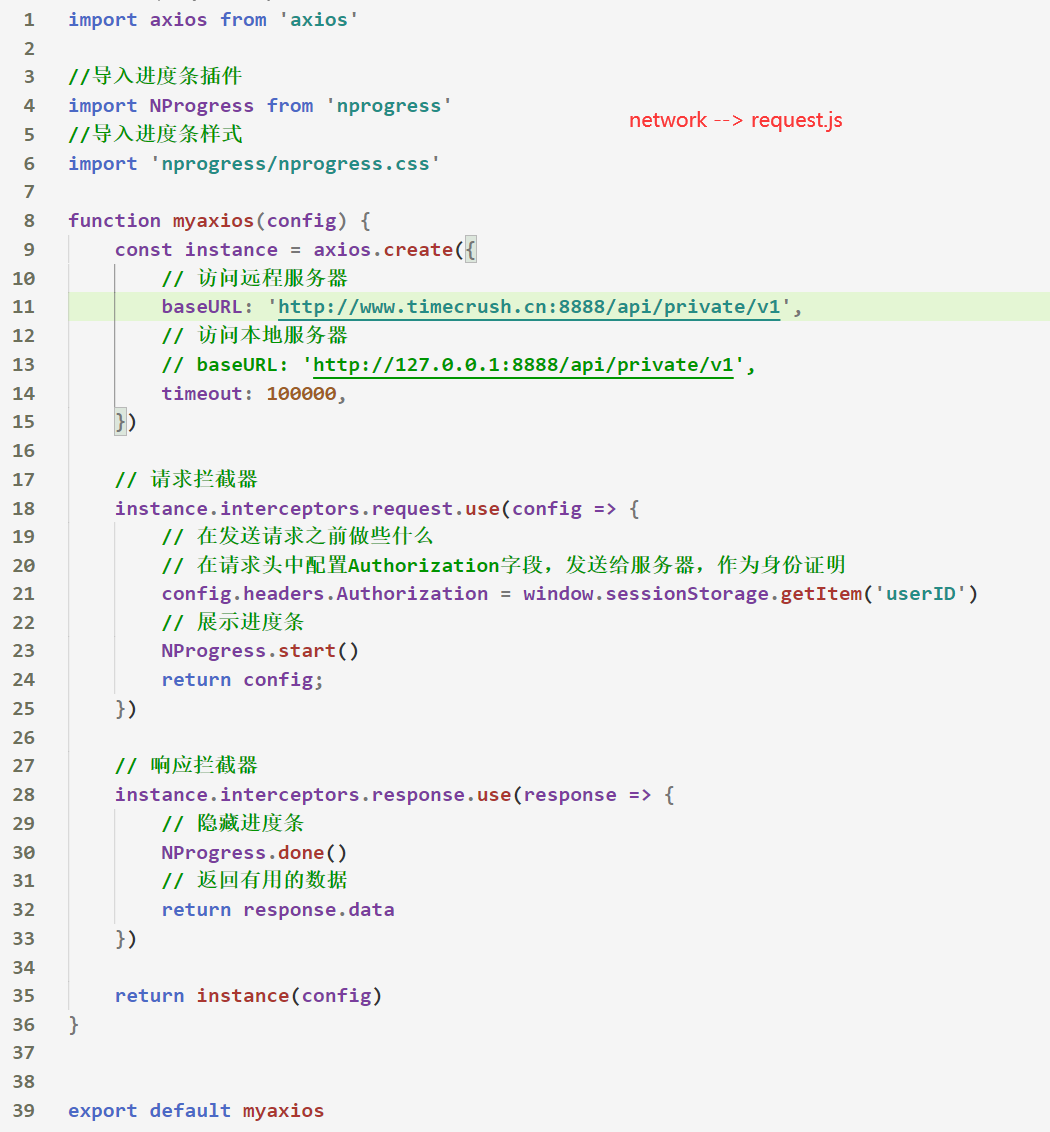 1 import axios from 'axios'
2
3 //导入进度条插件
4 import NProgress from 'nprogress'
network --> request.js
5 //导入进度条样式
6 import 'nprogress/nprogress.css'
7
8 function myaxios(config) {
9     const instance = axios.create({
10         // 访问远程服务器
11         baseURL: 'http://www.timecrush.cn:8888/api/private/v1',
12         // 访问本地服务器
13         // baseURL: 'http://127.0.0.1:8888/api/private/v1',
14         timeout: 100000,
15     })
16
17     // 请求拦截器
18     instance.interceptors.request.use(config => {
19         // 在发送请求之前做些什么
20         // 在请求头中配置Authorization字段，发送给服务器，作为身份证明
21         config.headers.Authorization = window.sessionStorage.getItem('userID')
22         // 展示进度条
23         NProgress.start()
24         return config;
25     })
26
27     // 响应拦截器
28     instance.interceptors.response.use(response => {
29         // 隐藏进度条
30         NProgress.done()
31         // 返回有用的数据
32         return response.data
33     })
34
35     return instance(config)
36 }
37
38
39 export default myaxios